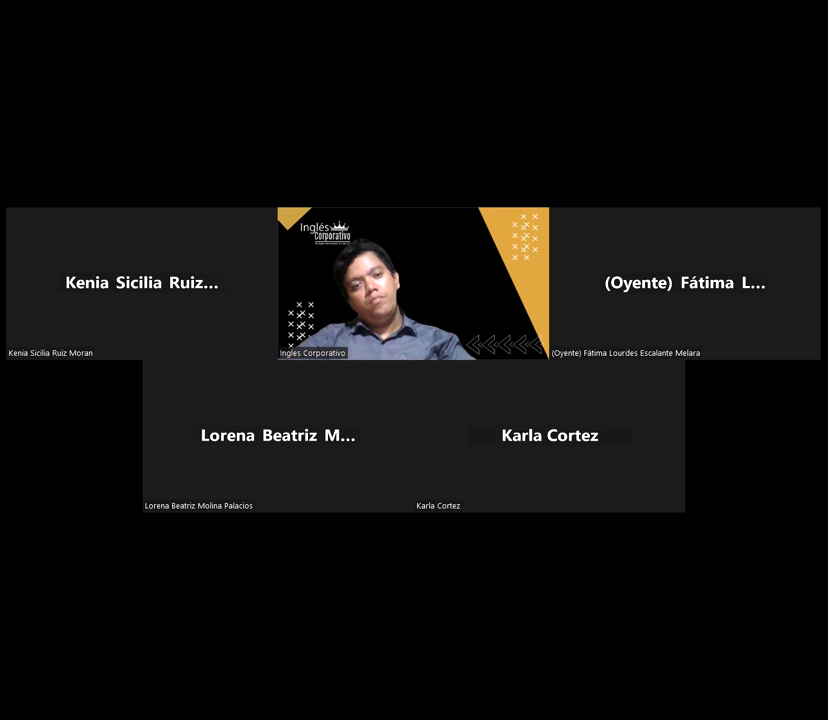 Kenia Sicilia Ruiz...
Kenia Sicilia Ruiz Moran
Inglés
Corporativo
Ingles Corporativo
(Oyente) Fátima L...
(Oyente) Fátima Lourdes Escalante Melara
Lorena Beatriz M...
Lorena Beatriz Molina Palacios
Karla Cortez
Karla Cortez